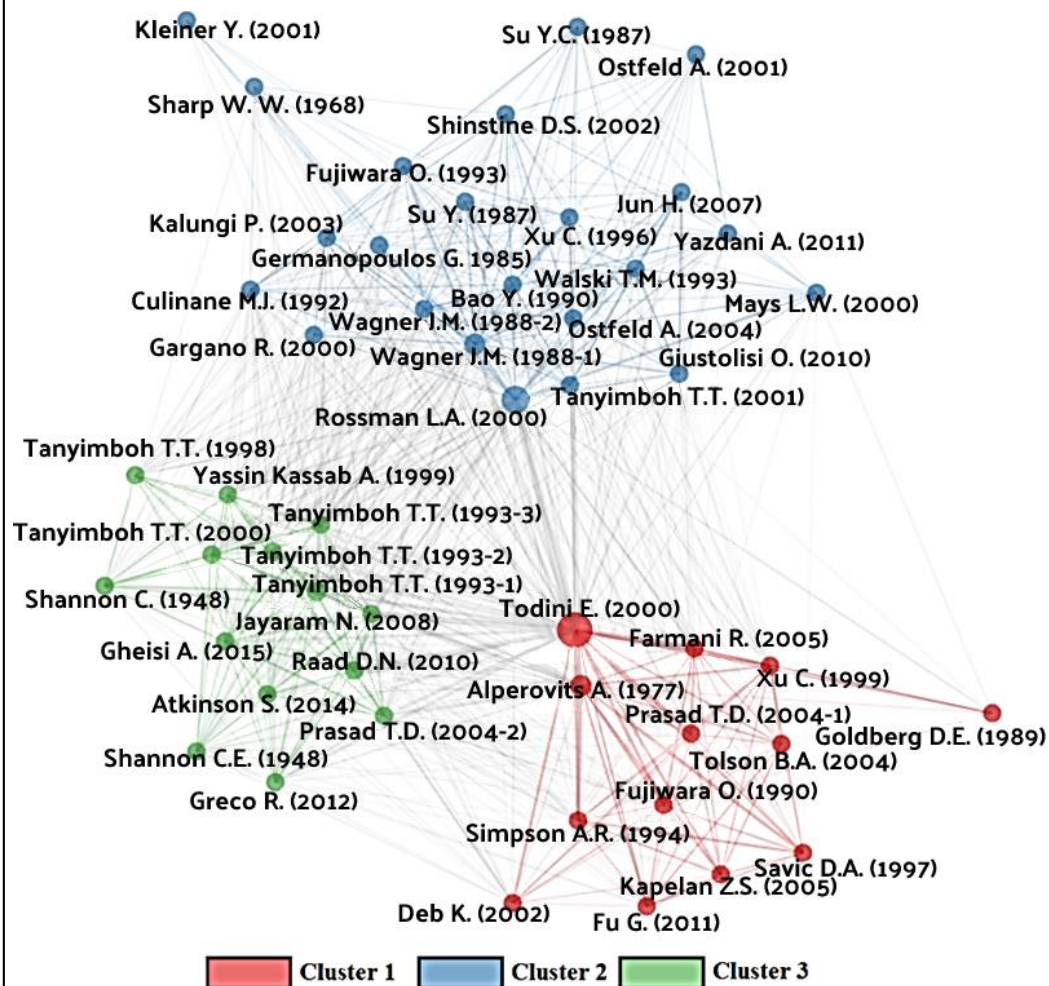 Kleiner Y. (2001)
Su Y.C. (1987)
Ostfeld A. (2001)
Sharp W. W. (1968)
Shinstine D.S. (2002)
Fujiwara O. (1993)
Jun H. (2007)
Su Y. (1987)
Kalungi P. (2003)
Xu C. (1996)
Yazdani A. (2011)
Germanopoulos G. 1985)
Walski T.M. (1993)
Culinane M.J. (1992)
Bao Y. (1990)
Mays L.W. (2000)
Wagner J.M. (1988-2)
Ostfeld A. (2004)
Gargano R. (2000)
Wagner J.M. (1988-1)
Giustolisi O. (2010)
Tanyimboh T.T. (2001)
Rossman L.A. (2000)
Tanyimboh T.T. (1998)
Yassin Kassab A. (1999)
Tanyimboh T.T. (1993-3)
Tanyimboh T.T. (2000)
Tanyimboh T.T. (1993-2)
Tanyimboh T.T. (1993-1)
Shannon C. (1948)
Todini E. (2000)
Jayaram N. (2008)
Farmani R. (2005)
Gheisi A. (2015)
Raad D.N. (2010)
Xu C. (1999)
Alperovits A. (1977)
Atkinson S. (2014)
Prasad T.D. (2004-1)
Prasad T.D. (2004-2)
Goldberg D.E. (1989)
Shannon C.E. (1948)
Tolson B.A. (2004)
Fujiwara O. (1990)
Greco R. (2012)
Simpson A.R. (1994)
Savic D.A. (1997)
Kapelan Z.S. (2005)
Deb K. (2002)
Fu G. (2011)
Cluster 1
Cluster 2
Cluster 3